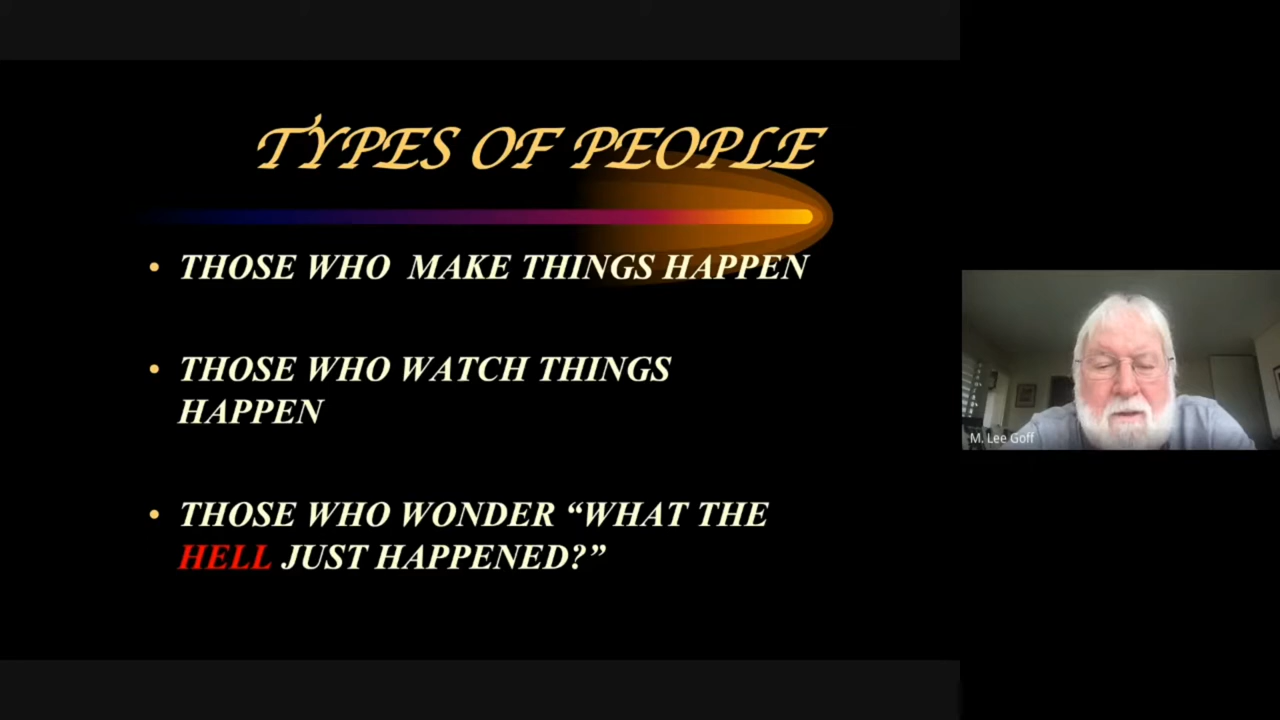 TYPES OF PEOPLE
• THOSE WHO MAKE THINGS HAPPEN
• THOSE WHO WATCH THINGS
HAPPEN
• THOSE WHO WONDER “WHAT THE
HELL JUST HAPPENED?”
M. Lee Goff